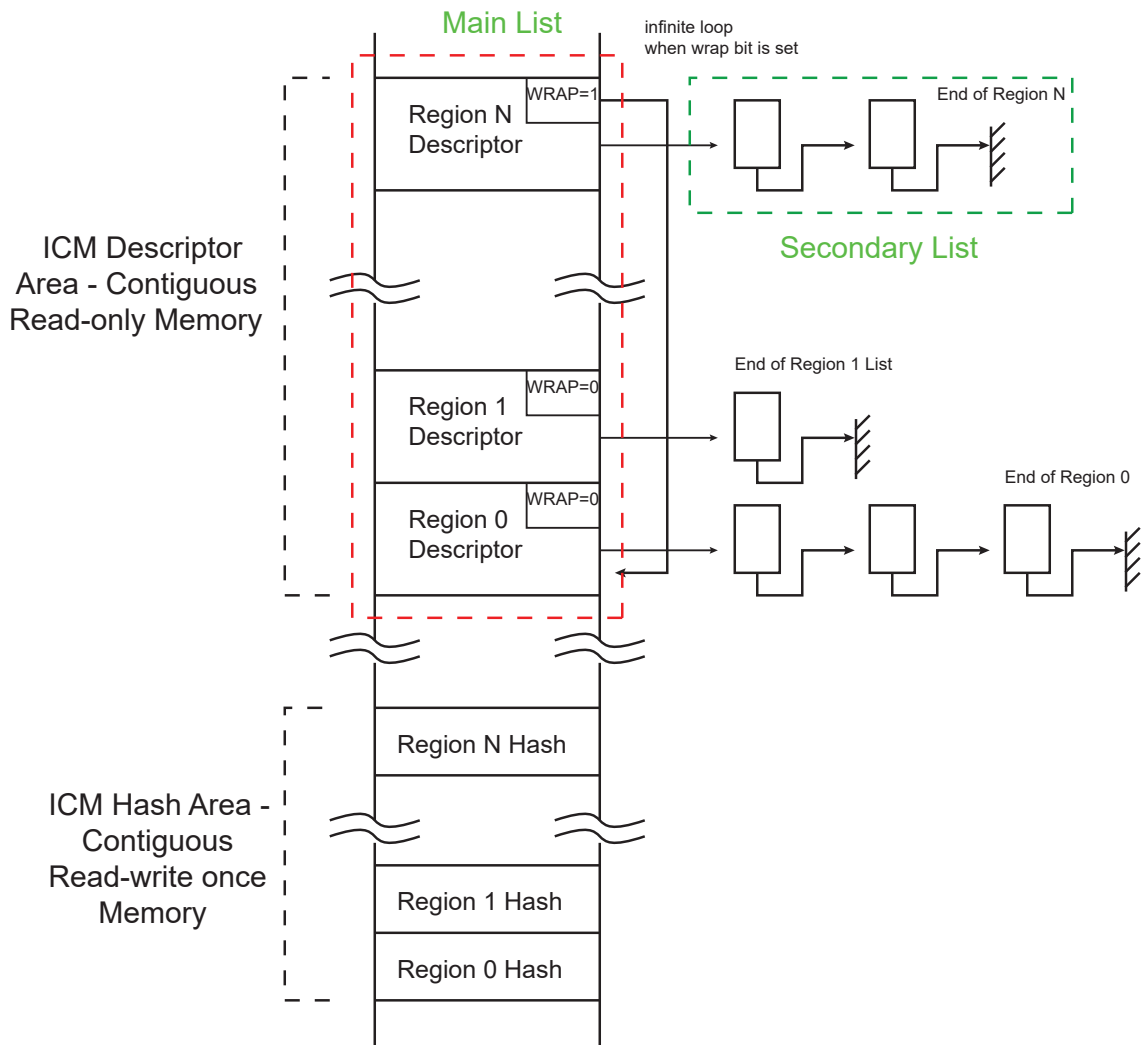 Main List
infinite loop
when wrap bit is set
WRAP=1
Region N
Descriptor
End of Region N
Secondary List
ICM Descriptor
Area - Contiguous
Read-only Memory
End of Region 1 List
WRAP=0
Region 1
Descriptor
End of Region 0
WRAP=0
Region 0
Descriptor
Region N Hash
ICM Hash Area -
Contiguous
Read-write once
Memory
Region 1 Hash
Region 0 Hash